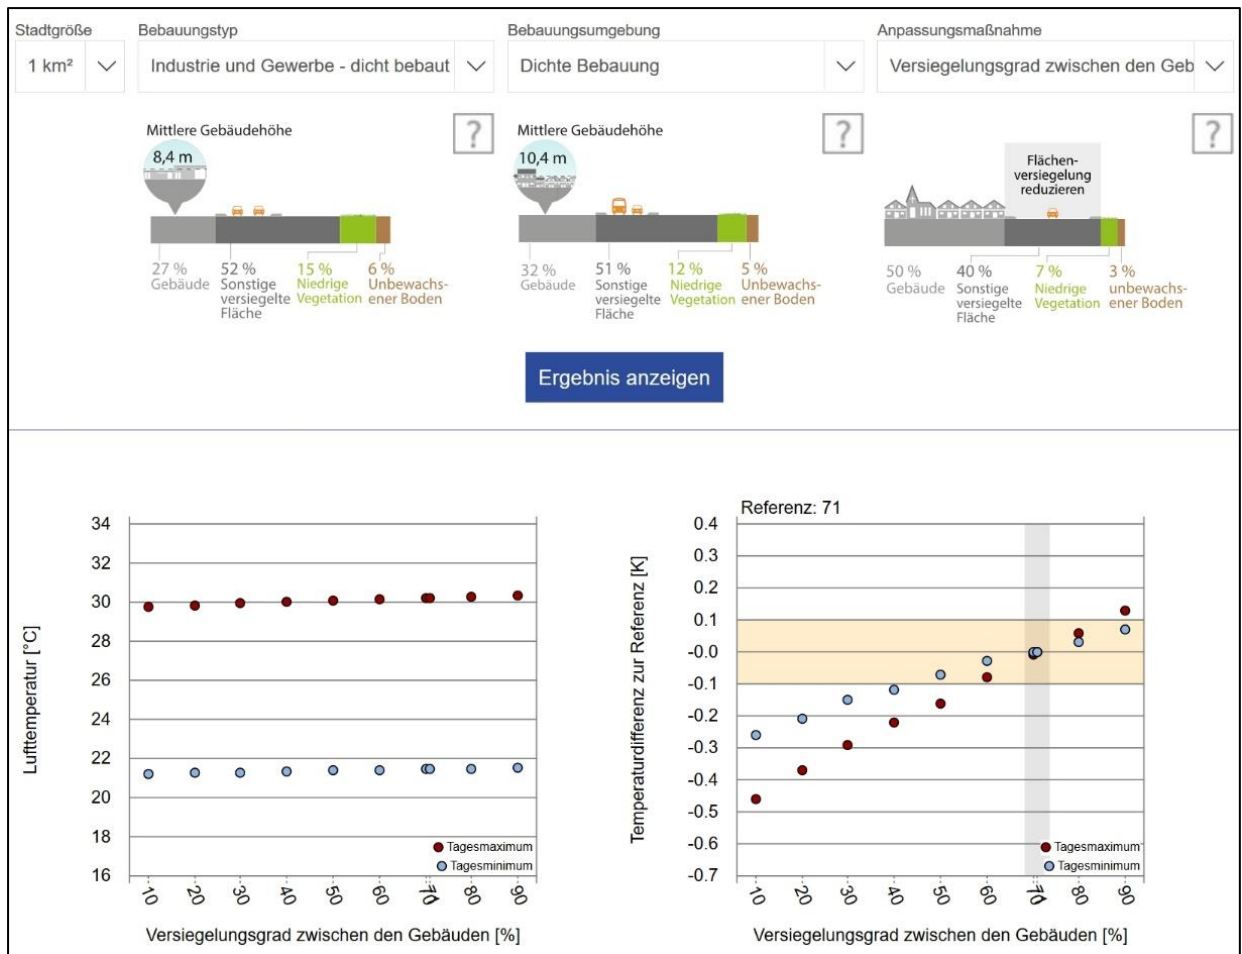 Stadtgröße
Bebauungstyp
Bebauungsumgebung
Anpassungsmaßnahme
1 km²
Industrie und Gewerbe - dicht bebaut
Dichte Bebauung
Versiegelungsgrad zwischen den Geb
Mittlere Gebäudehöhe
8,4 m
27 %
Gebäude
52 %
Sonstige
versiegelte
Fläche
15 %
Niedrige
Vegetation
6 %
Unbewachs-
ener Boden
?
Mittlere Gebäudehöhe
10,4 m
32 %
Gebäude
51 %
Sonstige
versiegelte
Fläche
12 %
Niedrige
Vegetation
5 %
Unbewachs-
ener Boden
?
Flächen-
versiegelung
reduzieren
50 %
Gebäude
40 %
Sonstige
versiegelte
Fläche
7 %
Niedrige
Vegetation
3 %
unbewachs-
ener Boden
?
Ergebnis anzeigen
Lufttemperatur [°C]
34
32
30
28
26
24
22
20
18
16
Tagesmaximum
Tagesminimum
10
20
30
40
50
60
70
71
80
90
Versiegelungsgrad zwischen den Gebäuden [%]
Referenz: 71
Temperaturdifferenz zur Referenz [K]
0.4
0.3
0.2
0.1
-0.0
-0.1
-0.2
-0.3
-0.4
-0.5
-0.6
-0.7
Tagesmaximum
Tagesminimum
10
20
30
40
50
60
70
71
80
90
Versiegelungsgrad zwischen den Gebäuden [%]